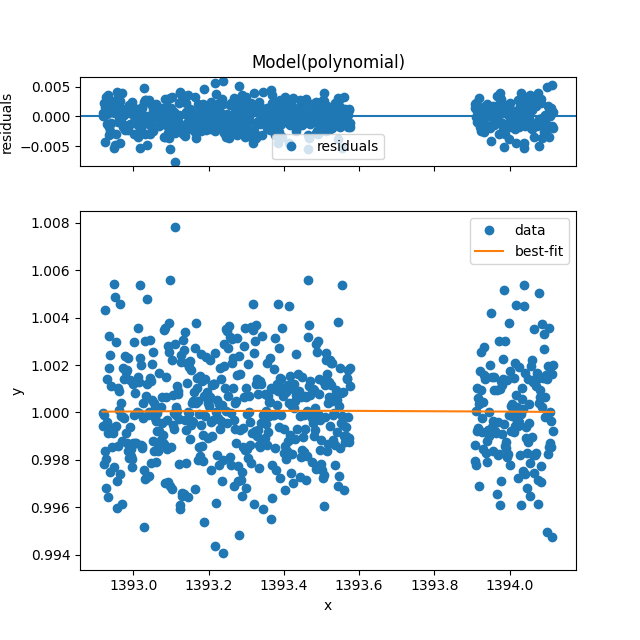 Model(polynomial)
residuals
0.005
0.000
−0.005
residuals
y
1.008
1.006
1.004
1.002
1.000
0.998
0.996
0.994
data
best-fit
1393.0 1393.2 1393.4 1393.6 1393.8 1394.0
x